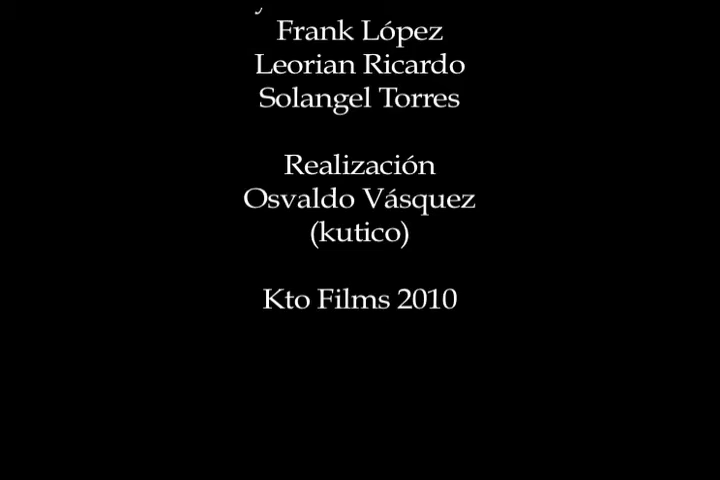 Frank López
Leorian Ricardo
Solangel Torres
Realización
Osvaldo Vásquez
(kutico)
Kto Films 2010